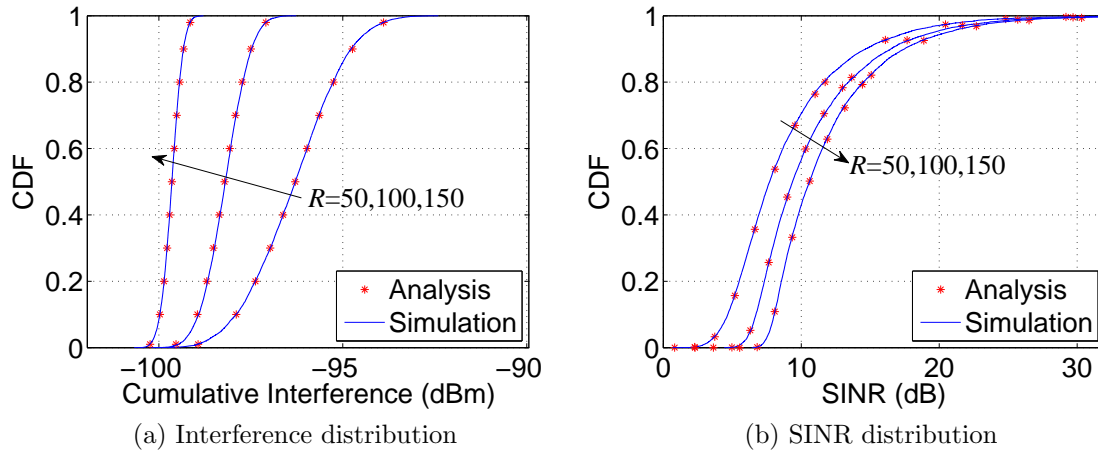 1
0.8
0.6
0.4
0.2
0
CDF
R=50,100,150
Analysis
Simulation
−100
−95
−90
Cumulative Interference (dBm)
(a) Interference distribution
1
0.8
0.6
0.4
0.2
0
CDF
R=50,100,150
Analysis
Simulation
0
10
20
30
SINR (dB)
(b) SINR distribution